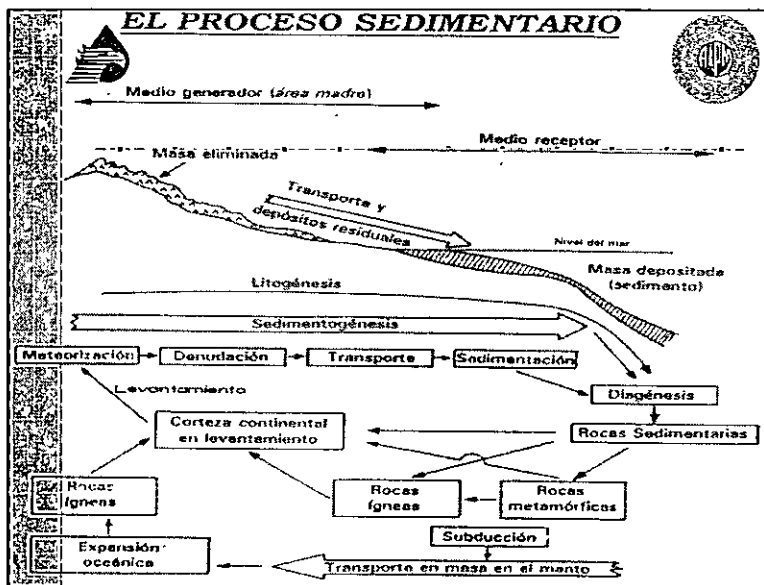 EL PROCESO SEDIMENTARIO
Medio generador (área madre)
Medio receptor
Masa eliminada
Transporte y
depósitos residuales
Nivel del mar
Masa depositada
(sedimento)
Litogénesis
Sedimentogénesis
Meteorización
Denudación
Transporte
Sedimentación
Levantamiento
Diagénesis
Corteza continental
en levantamiento
Rocas Sedimentarias
Rocas
ígneas
Rocas
ígneas
Rocas
metamórficas
Subducción
Expansión
oceánica
Transporte en masa en el manto